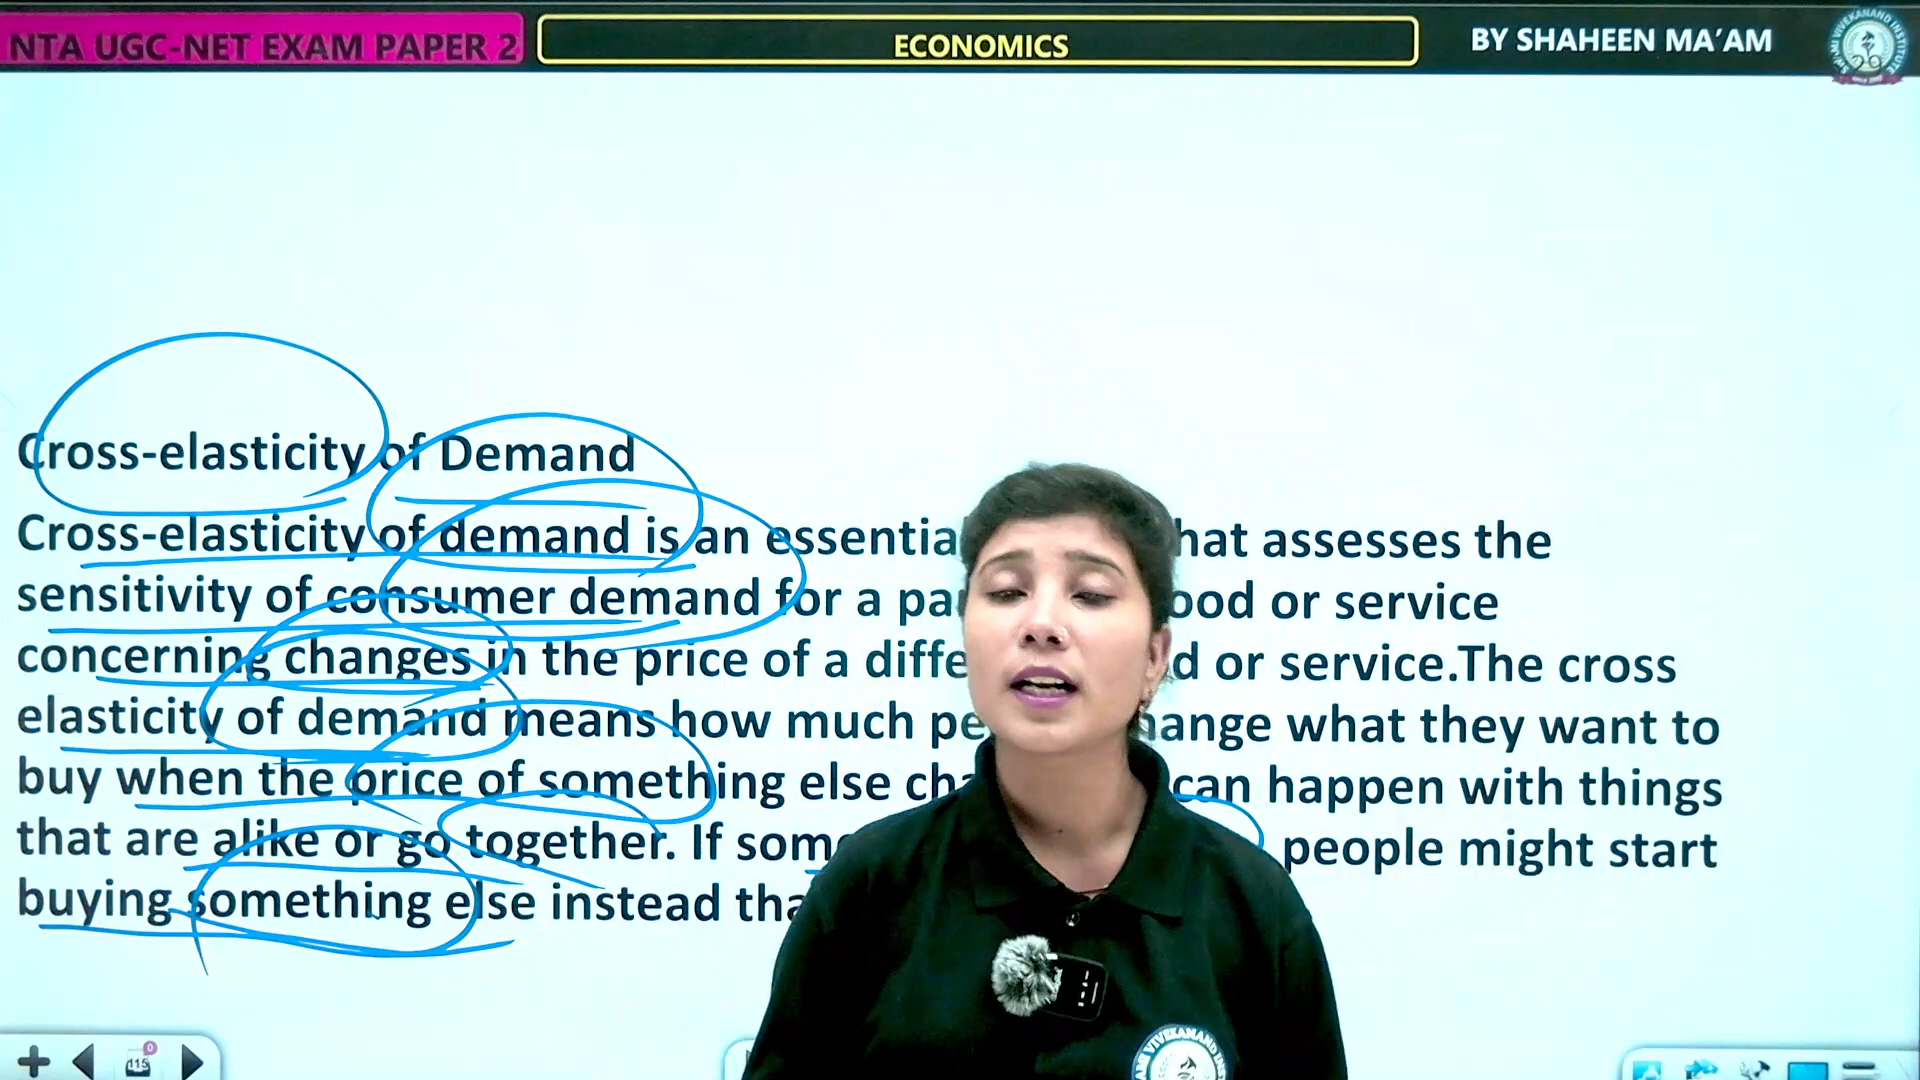 NTA UGC-NET EXAM PAPER 2
ECONOMICS
BY SHAHEEN MA'AM
Cross-elasticity of Demand
Cross-elasticity of demand is an essentia hat assesses the
sensitivity of consumer demand for a pa ood or service
concerning changes in the price of a diffe d or service.The cross
elasticity of demand means how much pe hange what they want to
buy when the price of something else cha can happen with things
that are alike or go together. If som people might start
buying something else instead tha
115
0